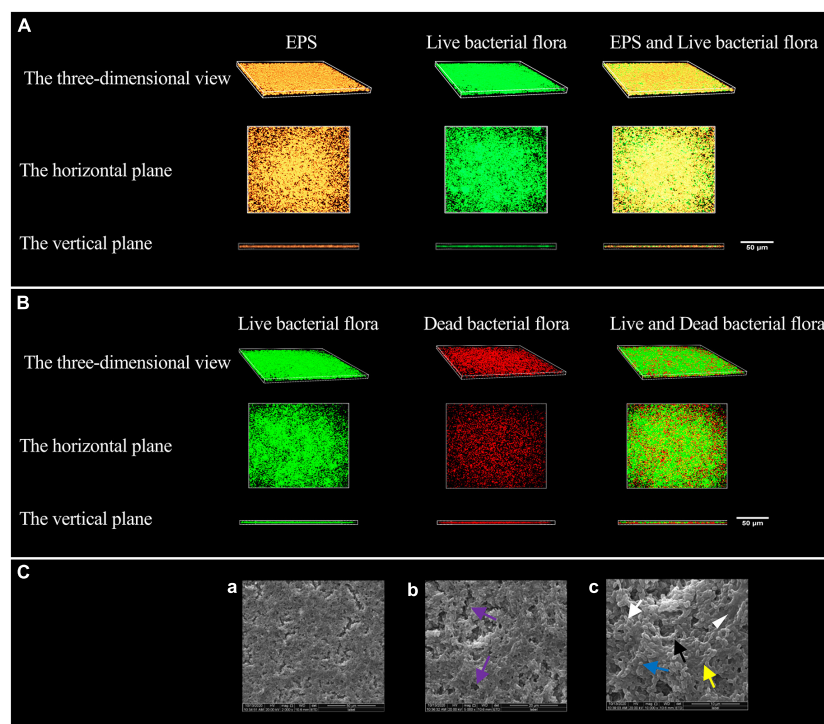 A
EPS Live bacterial flora EPS and Live bacterial flora
The three-dimensional view
The horizontal plane
The vertical plane
50 μm
B
Live bacterial flora Dead bacterial flora Live and Dead bacterial flora
The three-dimensional view
The horizontal plane
The vertical plane
50 μm
C
a b c